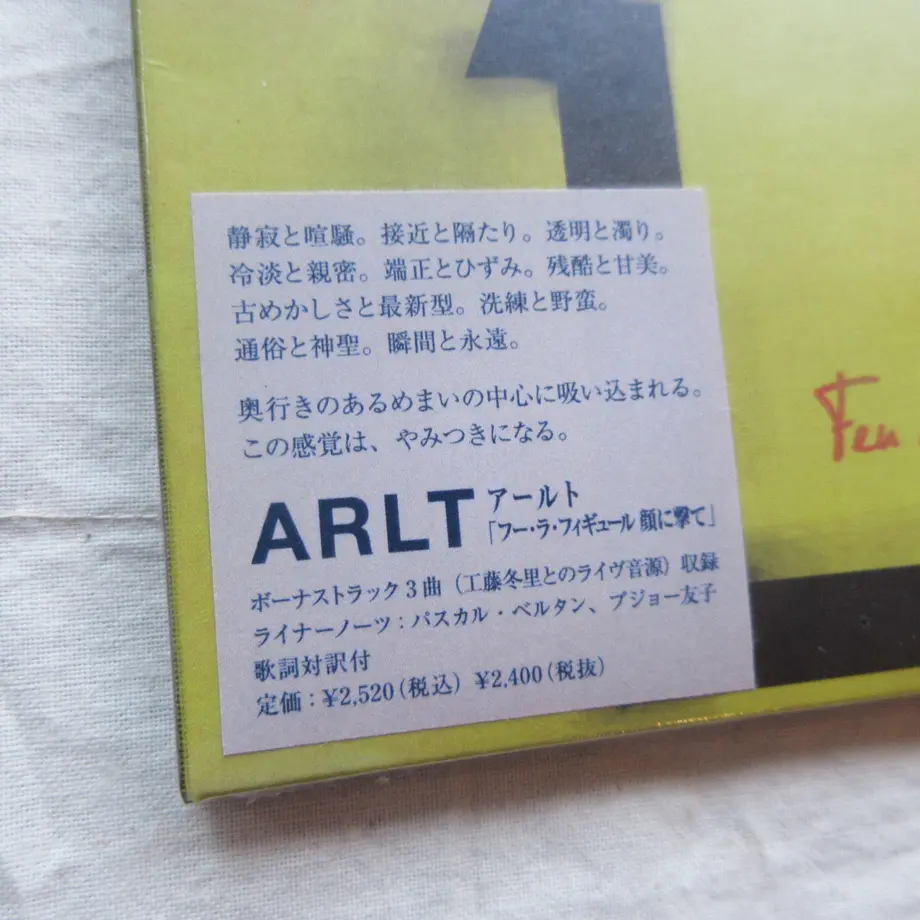 静寂と喧騒。接近と隔たり。透明と濁り。
冷淡と親密。端正とひずみ。残酷と甘美。
古めかしさと最新型。洗練と野蛮。
通俗と神聖。瞬間と永遠。
奥行きのあるめまいの中心に吸い込まれる。
この感覚は、やみつきになる。
ARLT アールト
「フー・ラ・フィギュール 顔に撃て」
ボーナストラック3曲(工藤冬里とのライヴ音源)収録
ライナーノーツ:パスカル・ベルタン、プジョー友子
歌詞対訳付
定価:¥2,520(税込) ¥2,400(税抜)
Feu